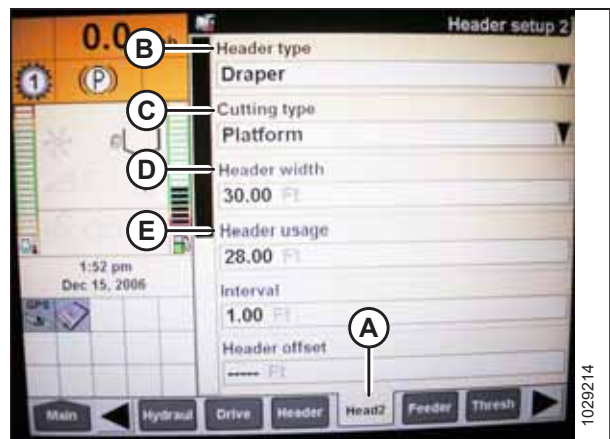 Header setup 2
0.0
B
Header type
Draper
1
(P)
C
Cutting type
Platform
D
Header width
30.00 Ft
E
Header usage
28.00 Ft
1:52 pm
Dec 15, 2006
Interval
1.00 Ft
GPS
A
Header offset
----- Ft
Main
Hydraul
Drive
Header
Head2
Feeder
Thresh
1029214